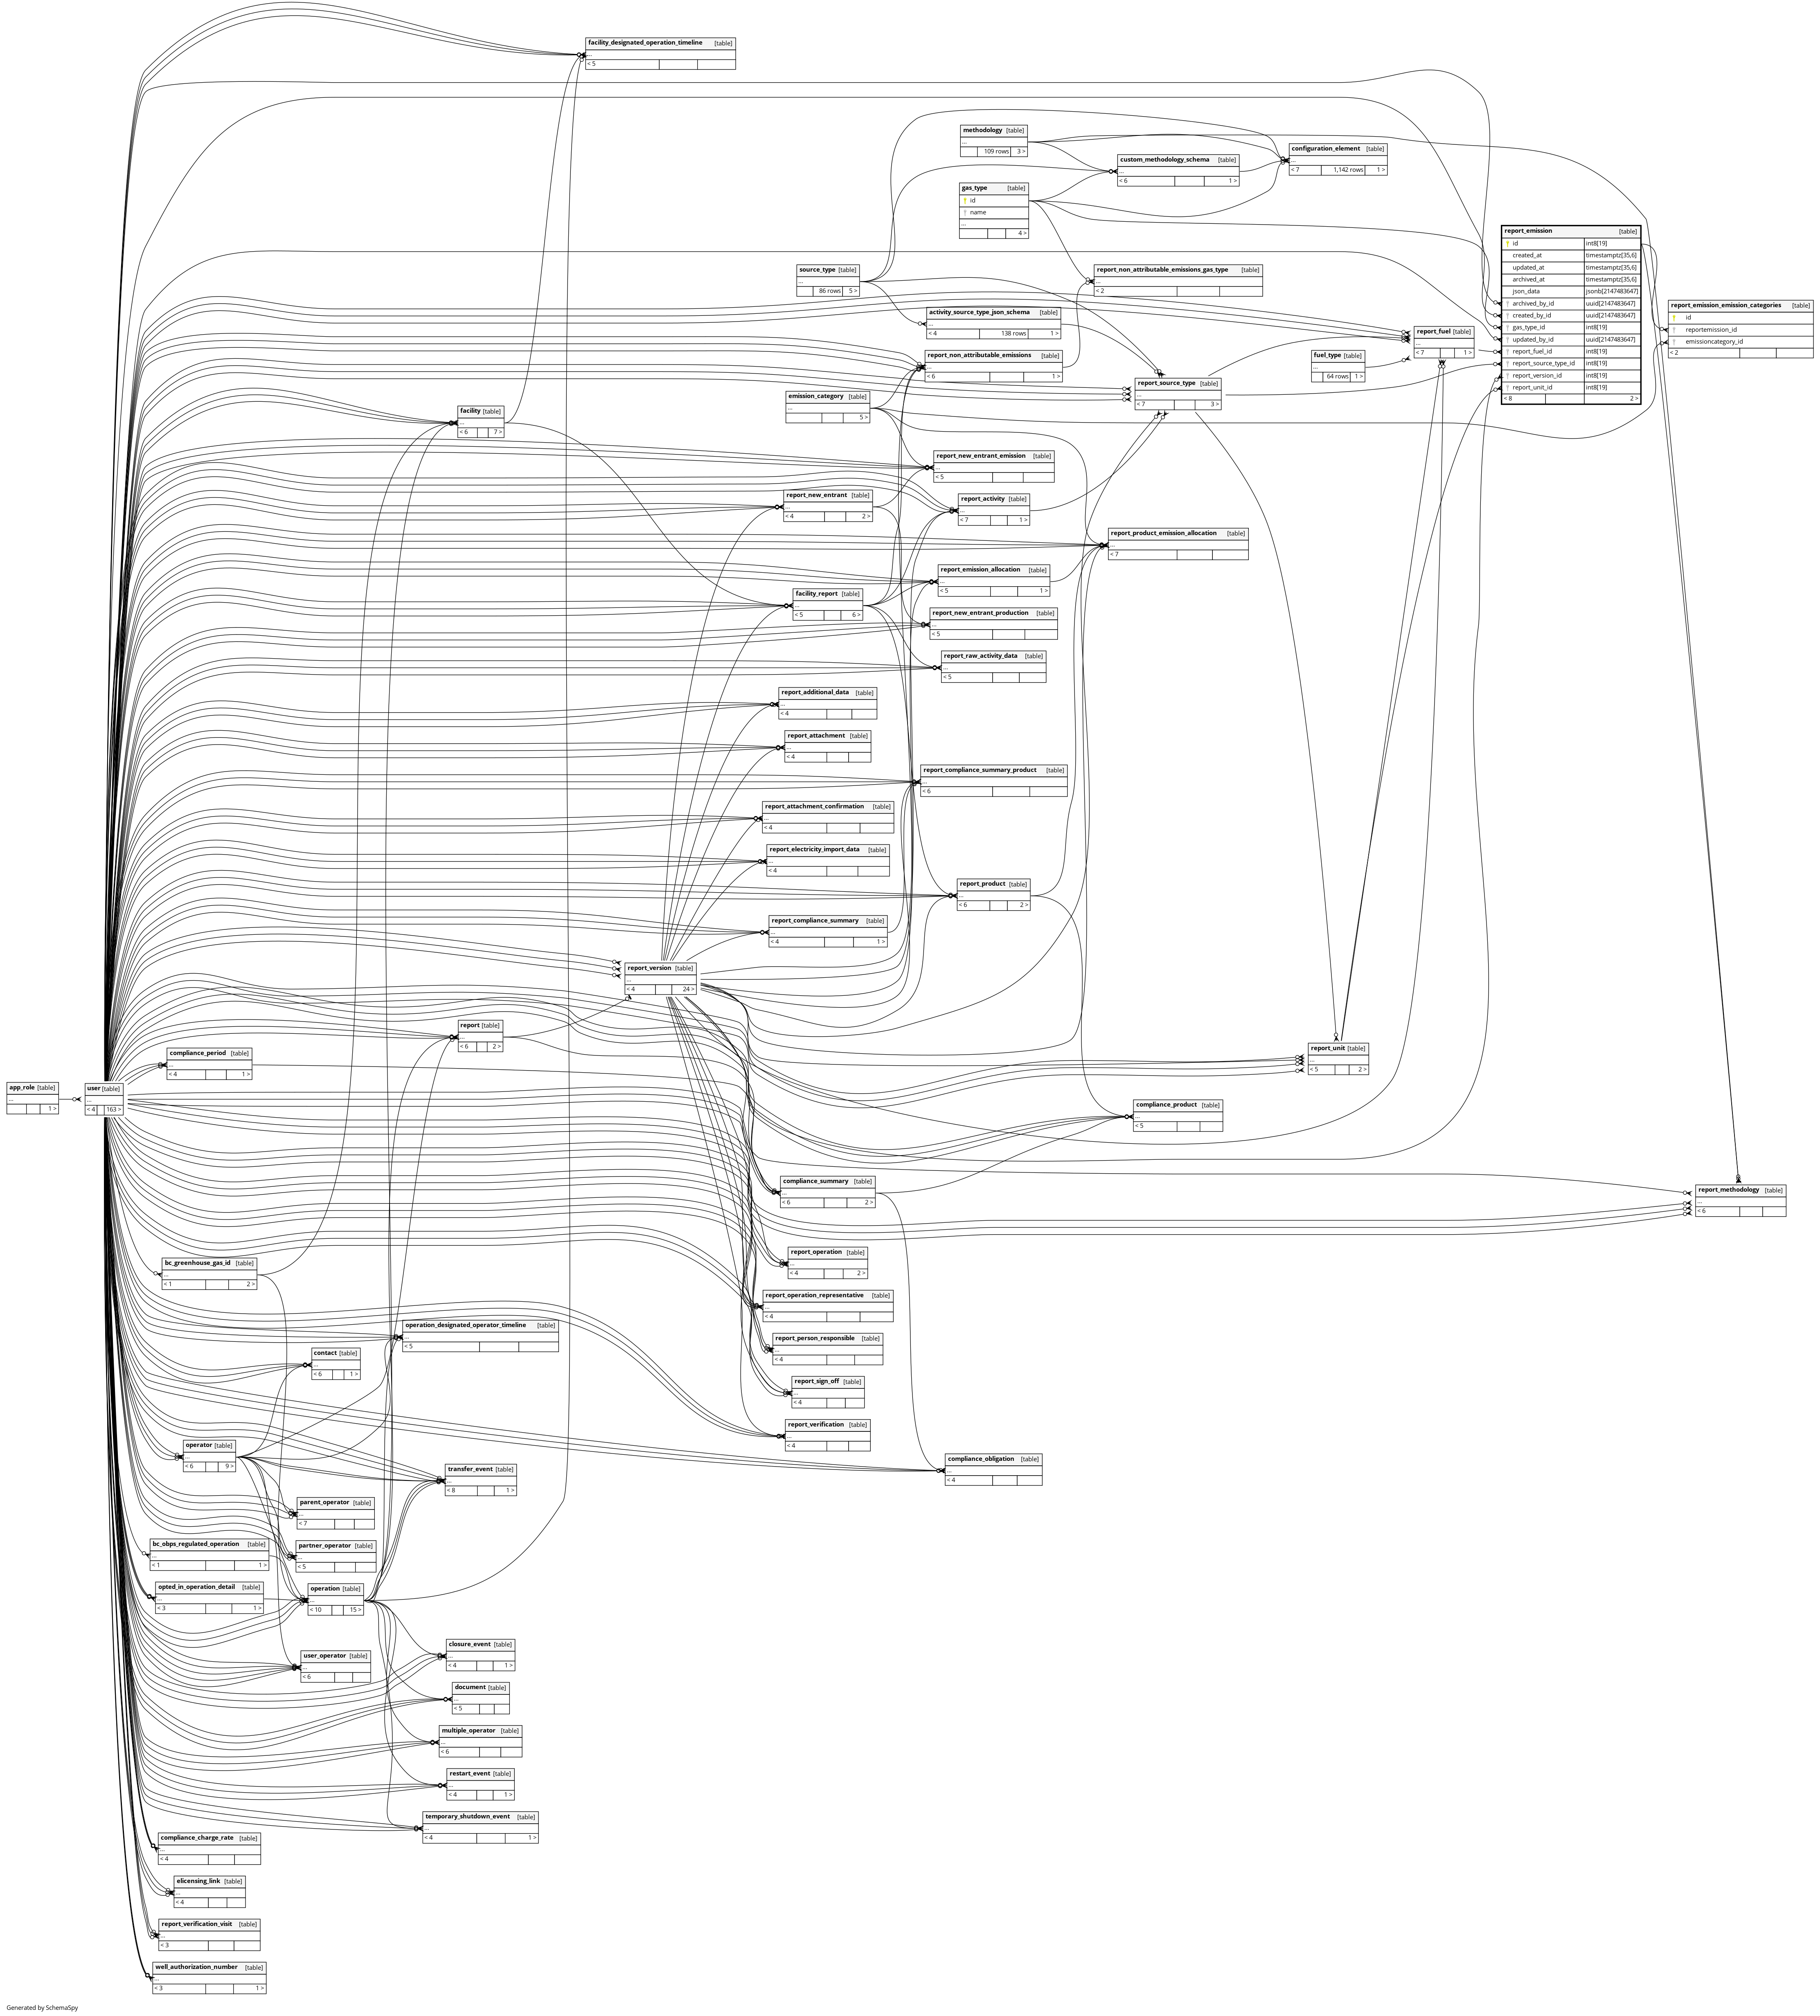 facility_designated_operation_timeline [table]
...
< 5
methodology [table]
...
109 rows 3 >
configuration_element [table]
...
< 7 1,142 rows 1 >
custom_methodology_schema [table]
...
< 6 1 >
gas_type [table]
id
name
...
4 >
report_emission [table]
id int8[19]
created_at timestamptz[35,6]
updated_at timestamptz[35,6]
archived_at timestamptz[35,6]
json_data jsonb[2147483647]
archived_by_id uuid[2147483647]
created_by_id uuid[2147483647]
gas_type_id int8[19]
updated_by_id uuid[2147483647]
report_fuel_id int8[19]
report_source_type_id int8[19]
report_version_id int8[19]
report_unit_id int8[19]
< 8 2 >
source_type [table]
...
86 rows 5 >
report_non_attributable_emissions_gas_type [table]
...
< 2
report_emission_emission_categories [table]
id
reportemission_id
emissioncategory_id
< 2
activity_source_type_json_schema [table]
...
< 4 138 rows 1 >
report_fuel [table]
...
< 7 1 >
report_non_attributable_emissions [table]
...
< 6 1 >
fuel_type [table]
...
64 rows 1 >
report_source_type [table]
...
< 7 3 >
emission_category [table]
...
5 >
facility [table]
...
< 6 7 >
report_new_entrant_emission [table]
...
< 5
report_new_entrant [table]
...
< 4 2 >
report_activity [table]
...
< 7 1 >
report_product_emission_allocation [table]
...
< 7
report_emission_allocation [table]
...
< 5 1 >
facility_report [table]
...
< 5 6 >
report_new_entrant_production [table]
...
< 5
report_raw_activity_data [table]
...
< 5
report_additional_data [table]
...
< 4
report_attachment [table]
...
< 4
report_compliance_summary_product [table]
...
< 6
report_attachment_confirmation [table]
...
< 4
report_electricity_import_data [table]
...
< 4
report_product [table]
...
< 6 2 >
report_compliance_summary [table]
...
< 4 1 >
report_version [table]
...
< 4 24 >
report [table]
...
< 6 2 >
compliance_period [table]
...
< 4 1 >
report_unit [table]
...
< 5 2 >
app_role [table]
...
1 >
user [table]
...
< 4 163 >
compliance_product [table]
...
< 5
compliance_summary [table]
...
< 6 2 >
report_methodology [table]
...
< 6
report_operation [table]
...
< 4 2 >
bc_greenhouse_gas_id [table]
...
< 1 2 >
report_operation_representative [table]
...
< 4
operation_designated_operator_timeline [table]
...
< 5
report_person_responsible [table]
...
< 4
contact [table]
...
< 6 1 >
report_sign_off [table]
...
< 4
report_verification [table]
...
< 4
operator [table]
...
< 6 9 >
compliance_obligation [table]
...
< 4
transfer_event [table]
...
< 8 1 >
parent_operator [table]
...
< 7
bc_obps_regulated_operation [table]
...
< 1 1 >
partner_operator [table]
...
< 5
opted_in_operation_detail [table]
...
< 3 1 >
operation [table]
...
< 10 15 >
closure_event [table]
...
< 4 1 >
user_operator [table]
...
< 6
document [table]
...
< 5
multiple_operator [table]
...
< 6
restart_event [table]
...
< 4 1 >
temporary_shutdown_event [table]
...
< 4 1 >
compliance_charge_rate [table]
...
< 4
elicensing_link [table]
...
< 4
report_verification_visit [table]
...
< 3
well_authorization_number [table]
...
< 3 1 >
Generated by SchemaSpy